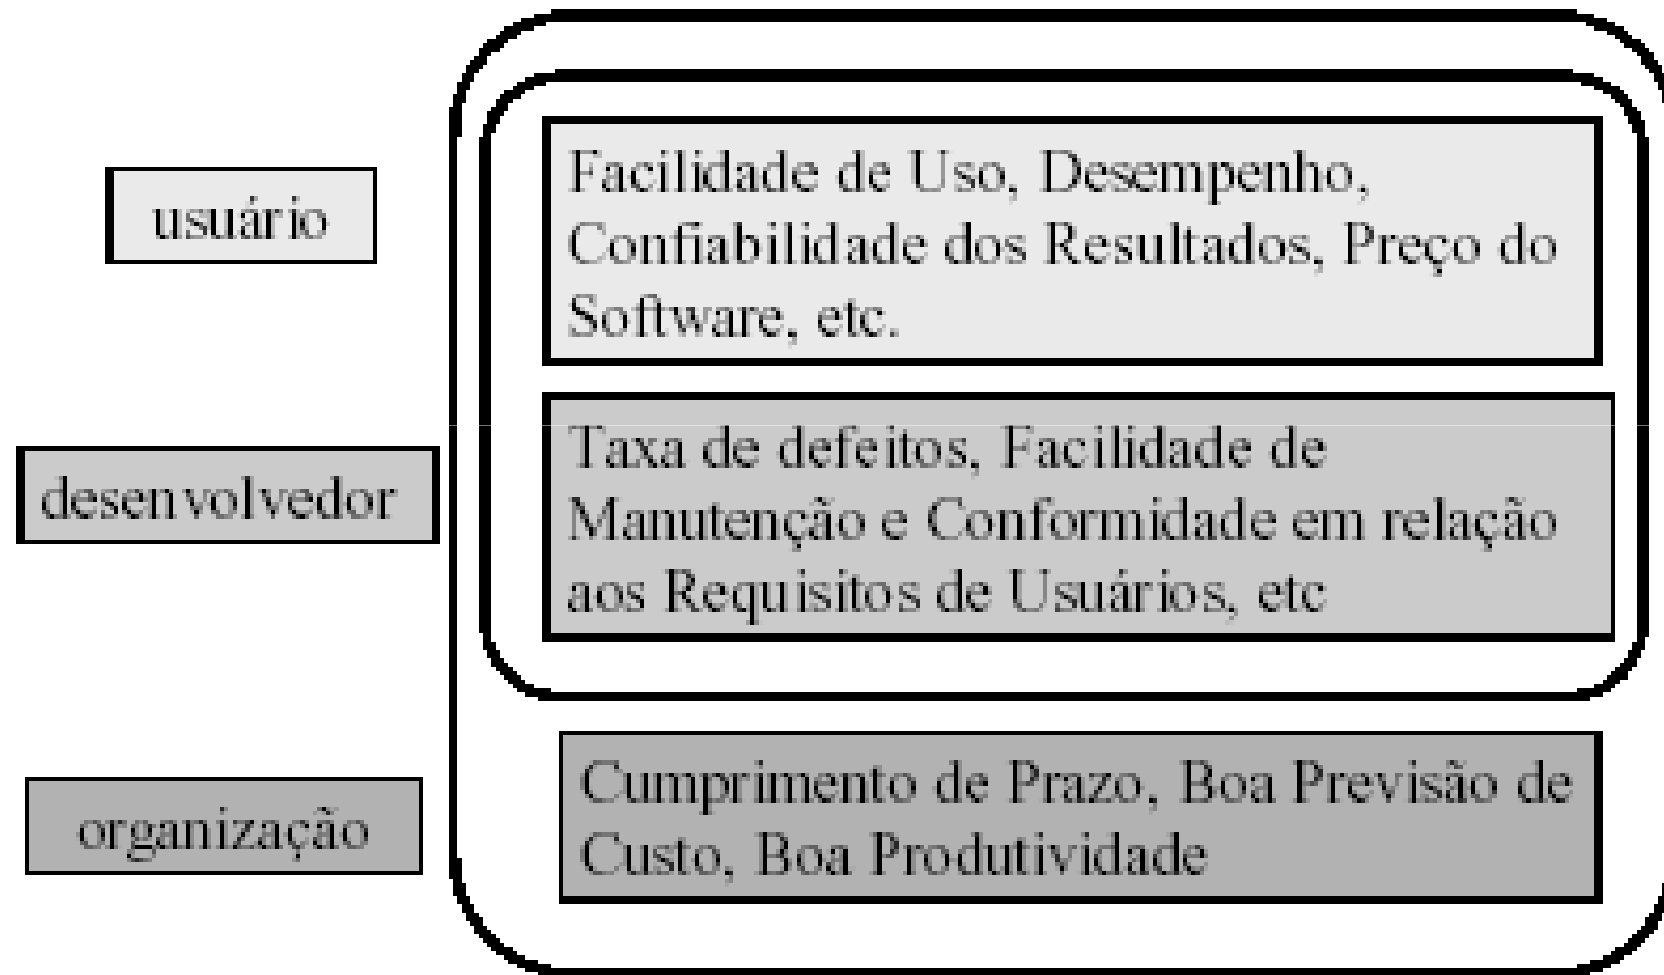 usuário
Facilidade de Uso, Desempenho,
Confiabilidade dos Resultados, Preço do
Software, etc.
desenvolvedor
Taxa de defeitos, Facilidade de
Manutenção e Conformidade em relação
aos Requisitos de Usuários, etc
organização
Cumprimento de Prazo, Boa Previsão de
Custo, Boa Produtividade